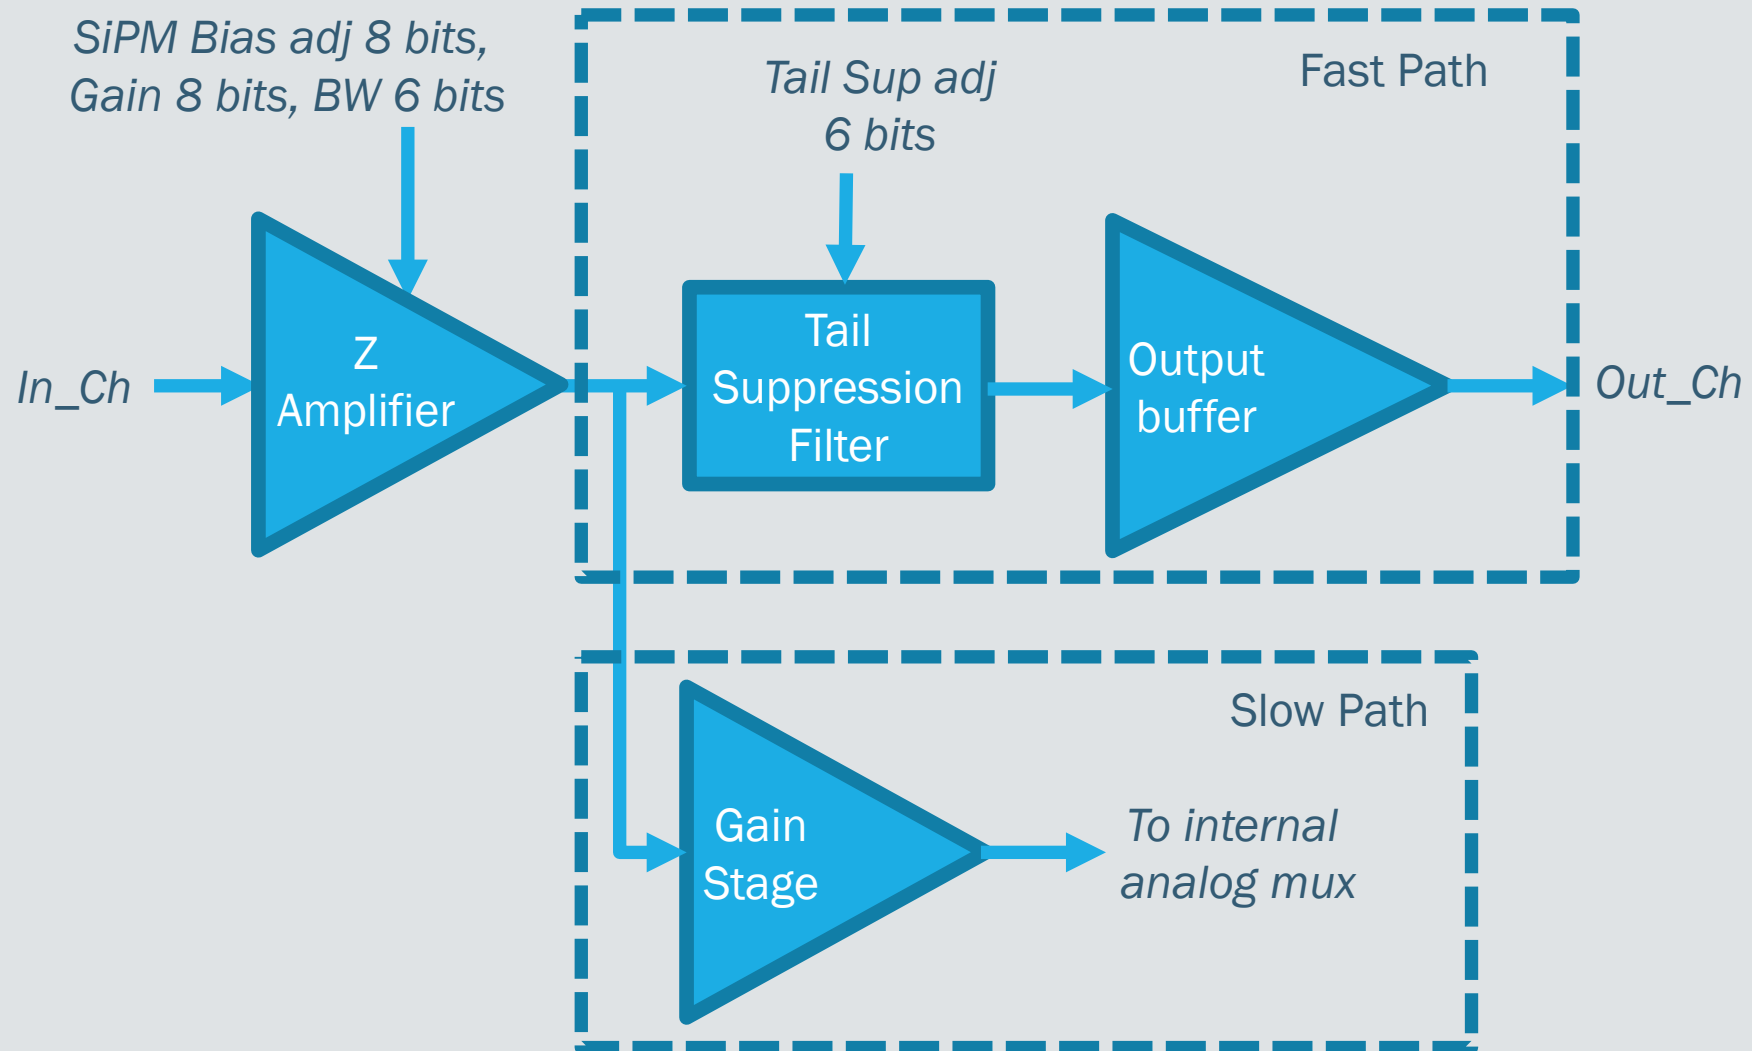 SiPM Bias adj 8 bits,
Gain 8 bits, BW 6 bits
Tail Sup adj
6 bits
Fast Path
In_Ch
Z
Amplifier
Tail
Suppression
Filter
Output
buffer
Out_Ch
Slow Path
Gain
Stage
To internal
analog mux